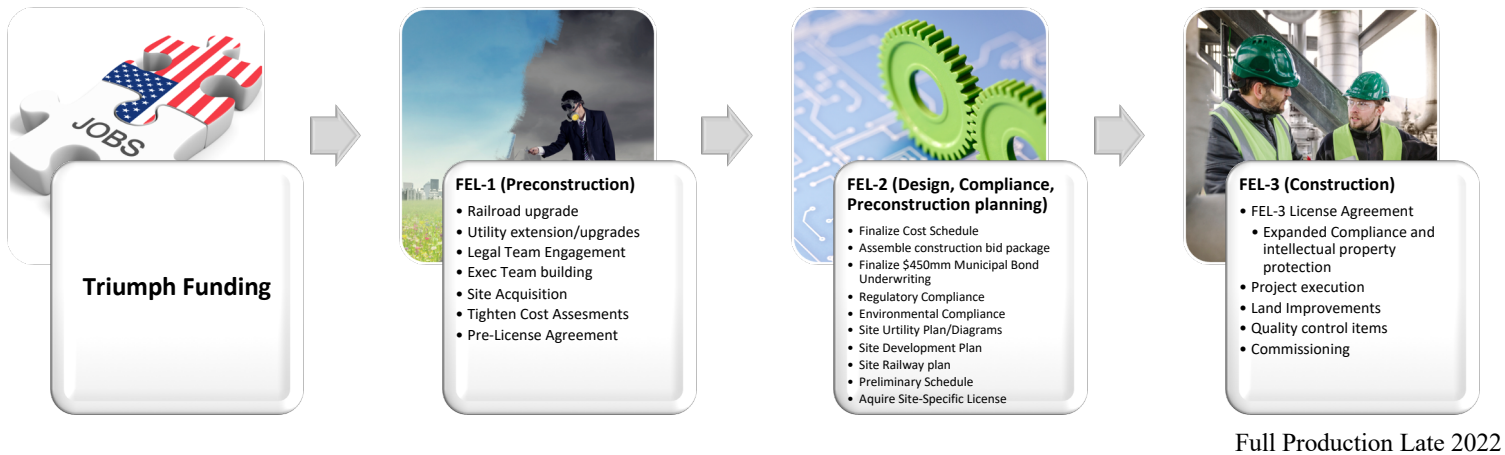 JOBS
Triumph Funding
FEL-1 (Preconstruction)
• Railroad upgrade
• Utility extension/upgrades
• Legal Team Engagement
• Exec Team building
• Site Acquisition
• Tighten Cost Assesments
• Pre-License Agreement
FEL-2 (Design, Compliance,
Preconstruction planning)
• Finalize Cost Schedule
• Assemble construction bid package
• Finalize $450mm Municipal Bond
Underwriting
• Regulatory Compliance
• Environmental Compliance
• Site Urtility Plan/Diagrams
• Site Development Plan
• Site Railway plan
• Preliminary Schedule
• Aquire Site-Specific License
FEL-3 (Construction)
• FEL-3 License Agreement
• Expanded Compliance and
intellectual property
protection
• Project execution
• Land Improvements
• Quality control items
• Commissioning
Full Production Late 2022